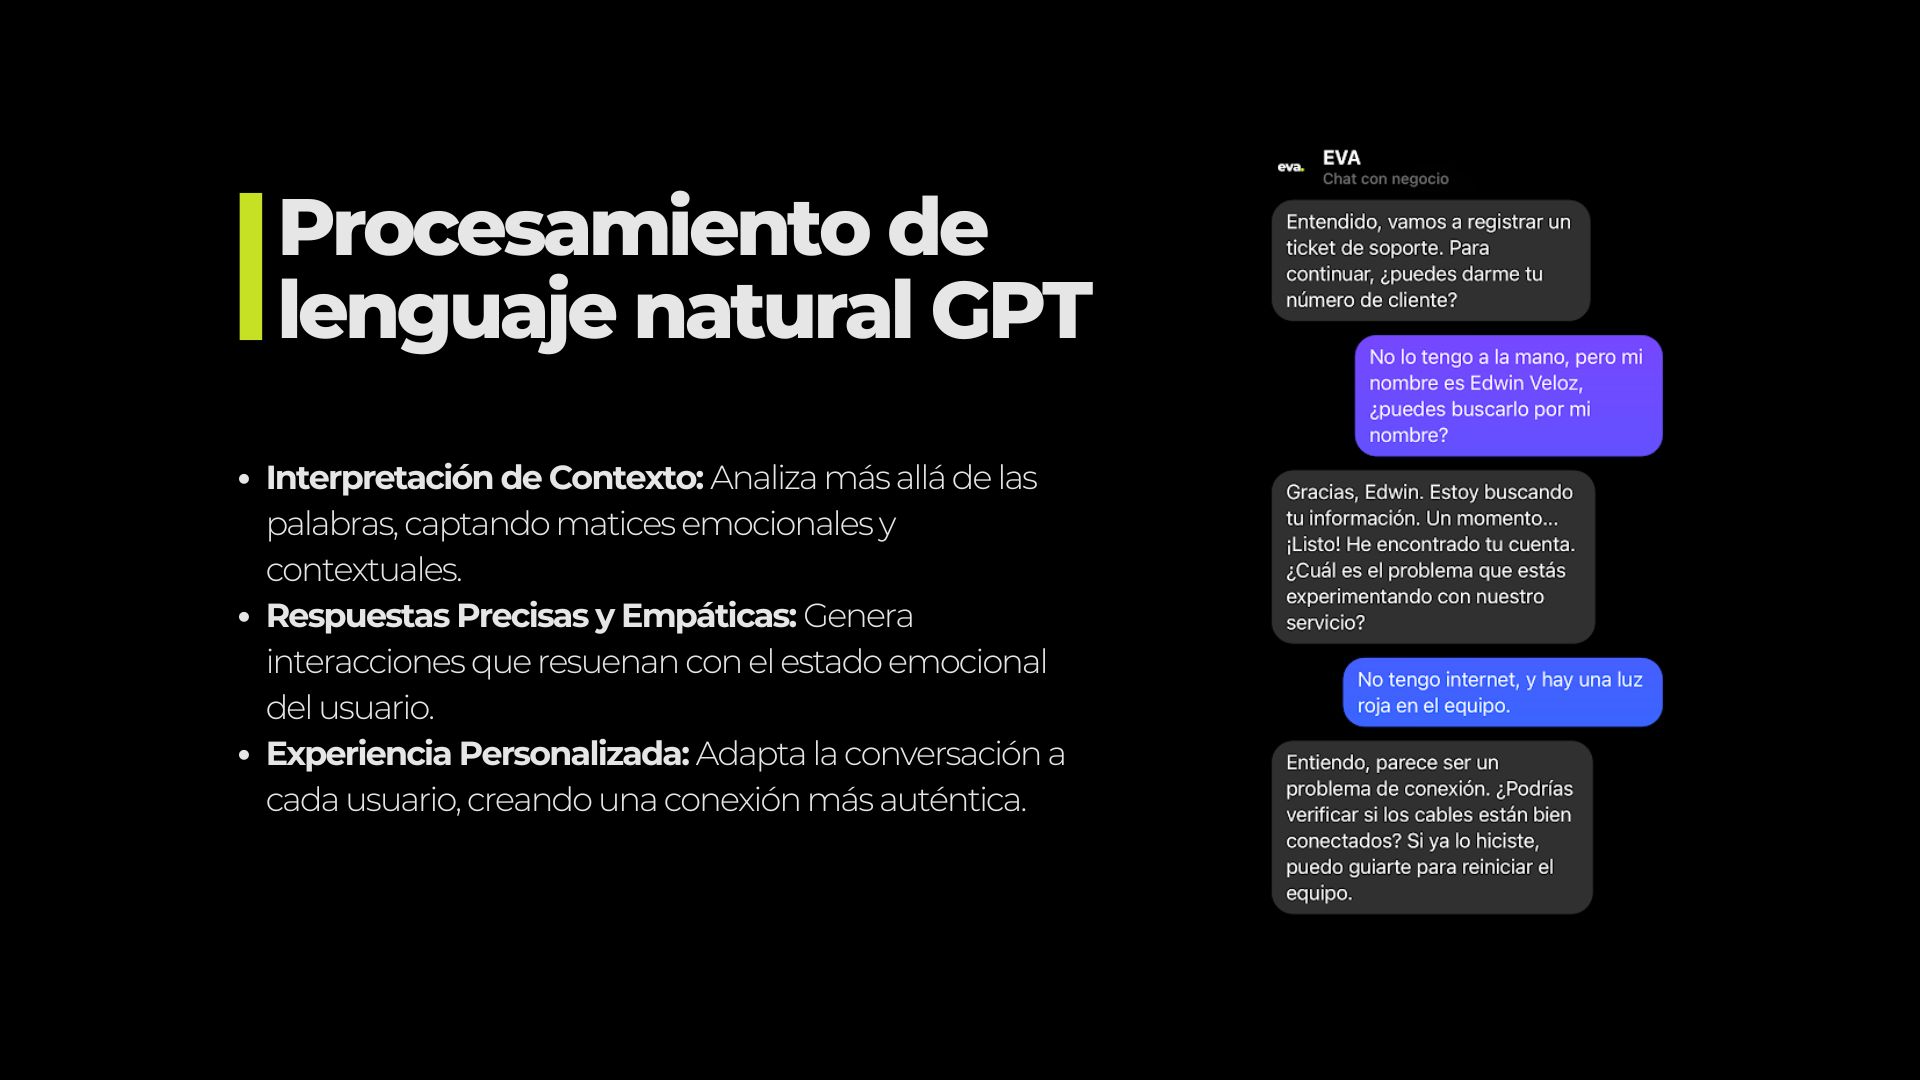 Procesamiento de
lenguaje natural GPT
• Interpretación de Contexto: Analiza más allá de las
palabras, captando matices emocionales y
contextuales.
• Respuestas Precisas y Empáticas: Genera
interacciones que resuenan con el estado emocional
del usuario.
• Experiencia Personalizada: Adapta la conversación a
cada usuario, creando una conexión más auténtica.
eva.
EVA
Chat con negocio
Entendido, vamos a registrar un
ticket de soporte. Para
continuar, ¿puedes darme tu
número de cliente?
No lo tengo a la mano, pero mi
nombre es Edwin Veloz,
¿puedes buscarlo por mi
nombre?
Gracias, Edwin. Estoy buscando
tu información. Un momento...
¡Listo! He encontrado tu cuenta.
¿Cuál es el problema que estás
experimentando con nuestro
servicio?
No tengo internet, y hay una luz
roja en el equipo.
Entiendo, parece ser un
problema de conexión. ¿Podrías
verificar si los cables están bien
conectados? Si ya lo hiciste,
puedo guiarte para reiniciar el
equipo.